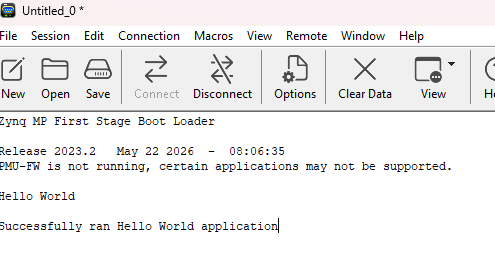 Untitled_0 *
File Session Edit Connection Macros View Remote Window Help
New Open Save Connect Disconnect Options Clear Data View
Zynq MP First Stage Boot Loader
Release 2023.2 May 22 2026 - 08:06:35
PMU-FW is not running, certain applications may not be supported.
Hello World
Successfully ran Hello World application